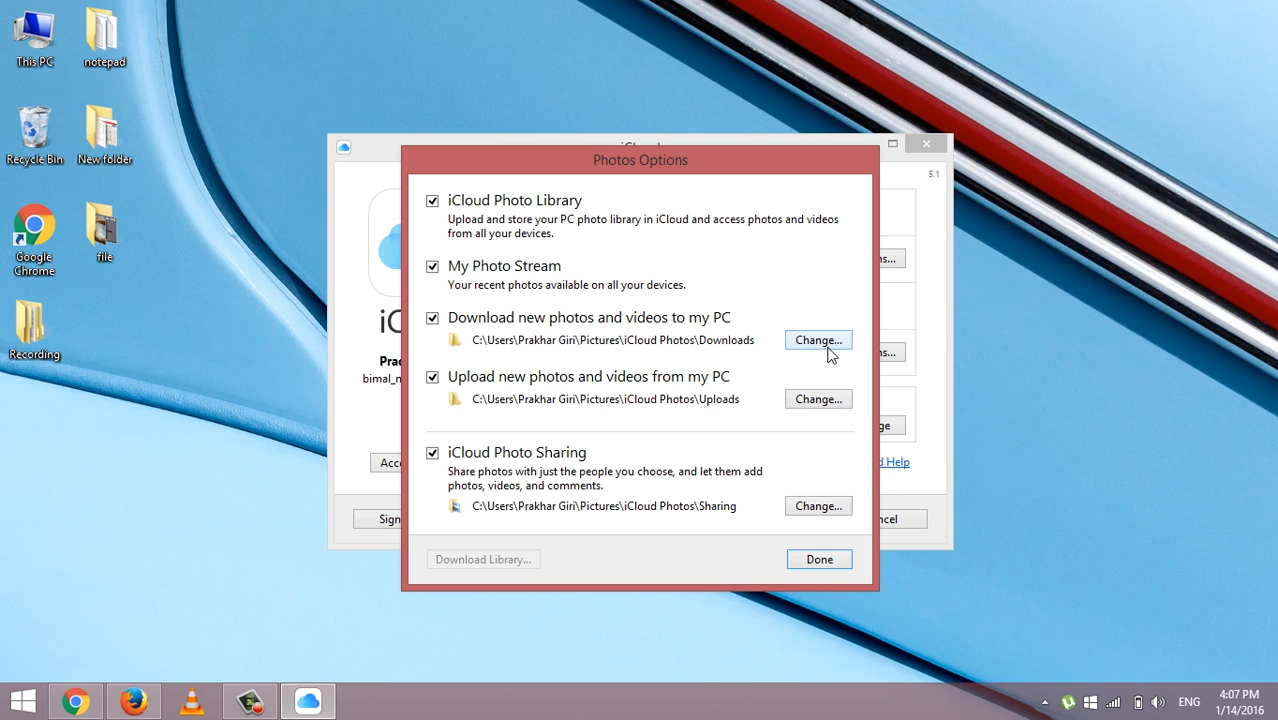 This PC
notepad
Recycle Bin
New folder
Google
Chrome
file
Recording
5.1
Photos Options
iCloud Photo Library
Upload and store your PC photo library in iCloud and access photos and videos
from all your devices.
My Photo Stream
Your recent photos available on all your devices.
Download new photos and videos to my PC
C:\Users\Prakhar Giri\Pictures\iCloud Photos\Downloads
Change...
Upload new photos and videos from my PC
C:\Users\Prakhar Giri\Pictures\iCloud Photos\Uploads
Change...
iCloud Photo Sharing
Share photos with just the people you choose, and let them add
photos, videos, and comments.
C:\Users\Prakhar Giri\Pictures\iCloud Photos\Sharing
Change...
Download Library...
Done
iC
Pra
bimal_n
Acc
Sign
ns...
ns...
ge
d Help
ncel
ENG
4:07 PM
1/14/2016